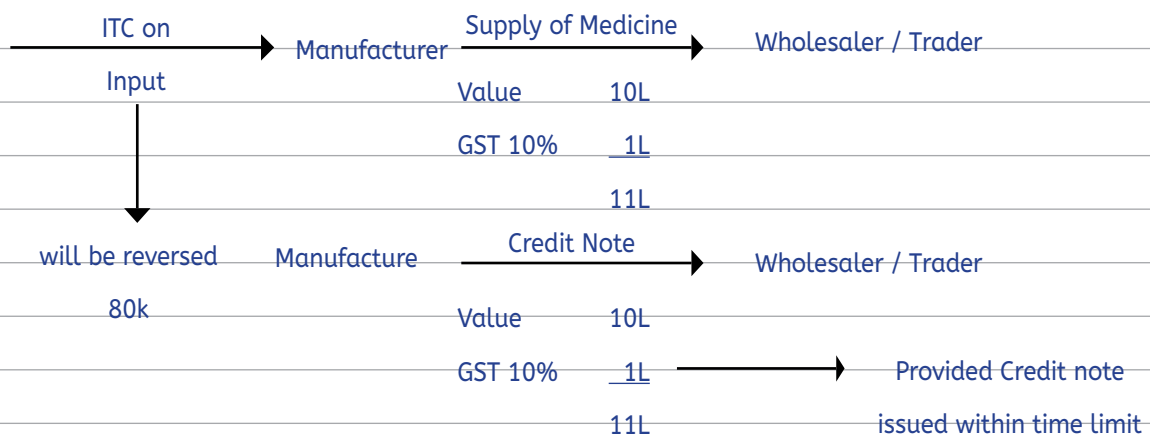 ITC on
Input
Manufacturer
Supply of Medicine
Wholesaler / Trader
Value 10L
GST 10% 1L
11L
will be reversed
80k
Manufacture
Credit Note
Wholesaler / Trader
Value 10L
GST 10% 1L
11L
Provided Credit note
issued within time limit